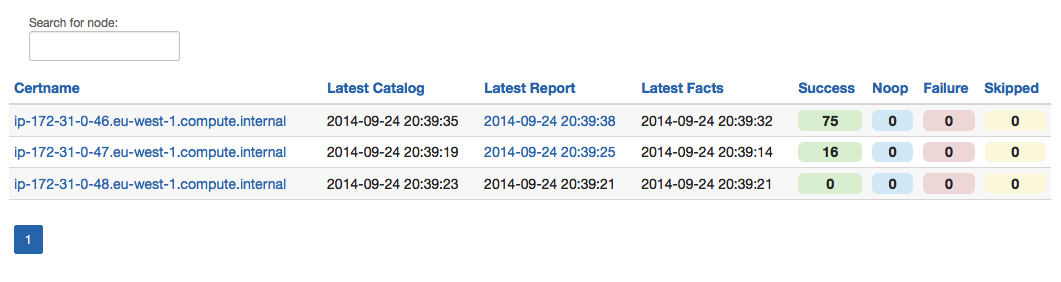 Search for node:
Certname Latest Catalog Latest Report Latest Facts Success Noop Failure Skipped
ip-172-31-0-46.eu-west-1.compute.internal 2014-09-24 20:39:35 2014-09-24 20:39:38 2014-09-24 20:39:32 75 0 0 0
ip-172-31-0-47.eu-west-1.compute.internal 2014-09-24 20:39:19 2014-09-24 20:39:25 2014-09-24 20:39:14 16 0 0 0
ip-172-31-0-48.eu-west-1.compute.internal 2014-09-24 20:39:23 2014-09-24 20:39:21 2014-09-24 20:39:21 0 0 0 0
1